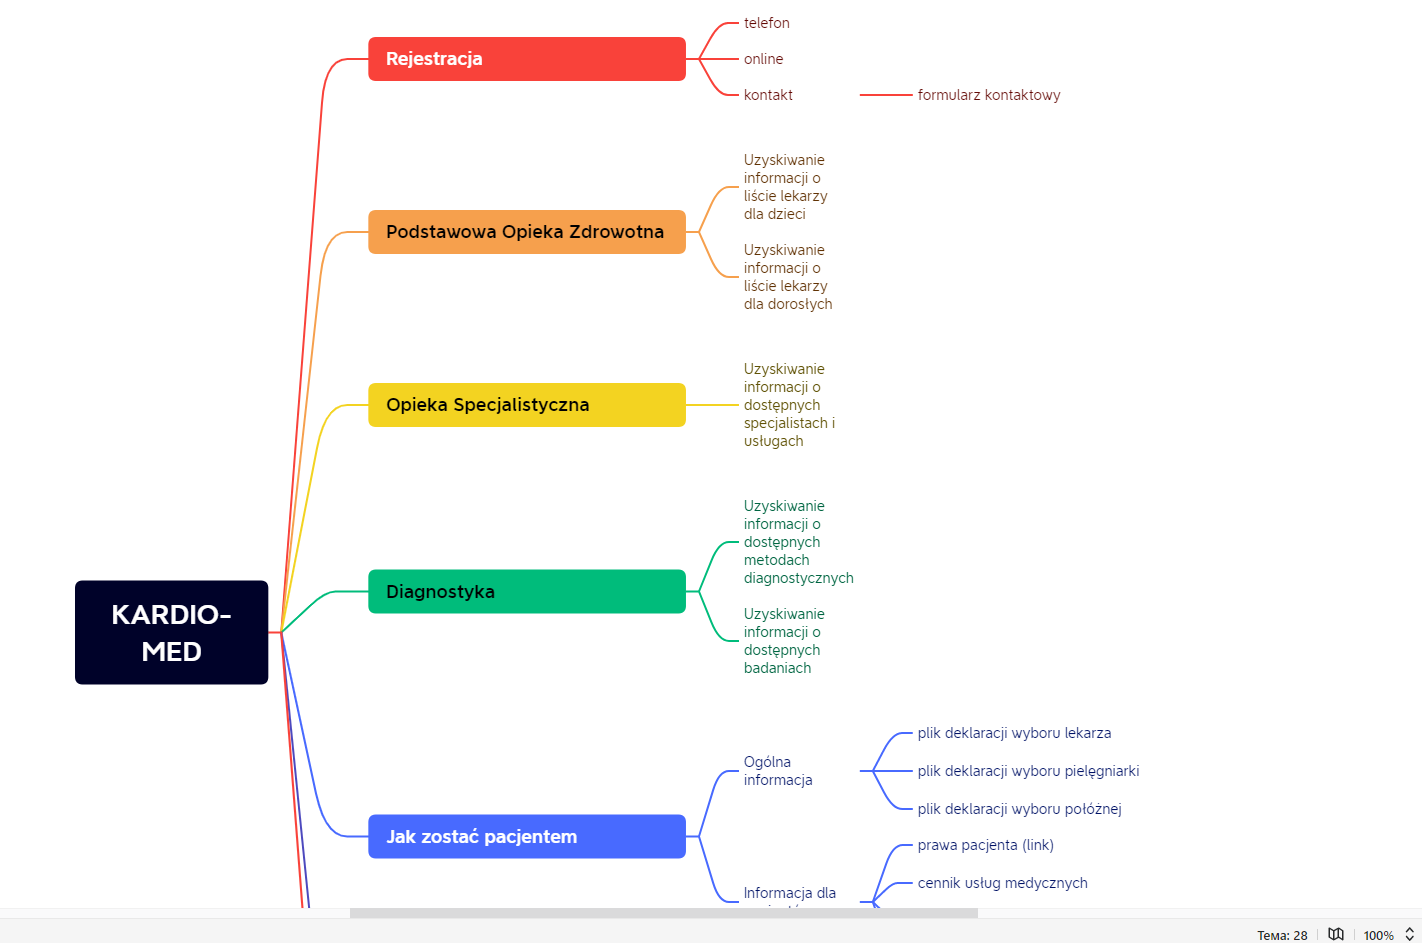 telefon
Rejestracja
online
kontakt
formularz kontaktowy
Uzyskiwanie
informacji o
liście lekarzy
dla dzieci
Podstawowa Opieka Zdrowotna
Uzyskiwanie
informacji o
liście lekarzy
dla dorosłych
Opieka Specjalistyczna
Uzyskiwanie
informacji o
dostępnych
specjalistach i
usługach
Uzyskiwanie
informacji o
dostępnych
metodach
diagnostycznych
Diagnostyka
Uzyskiwanie
informacji o
dostępnych
badaniach
KARDIO-
MED
Jak zostać pacjentem
Ogólna
informacja
plik deklaracji wyboru lekarza
plik deklaracji wyboru pielęgniarki
plik deklaracji wyboru połóżnej
Informacja dla
prawa pacjenta (link)
cennik usług medycznych
Тема: 28
100%